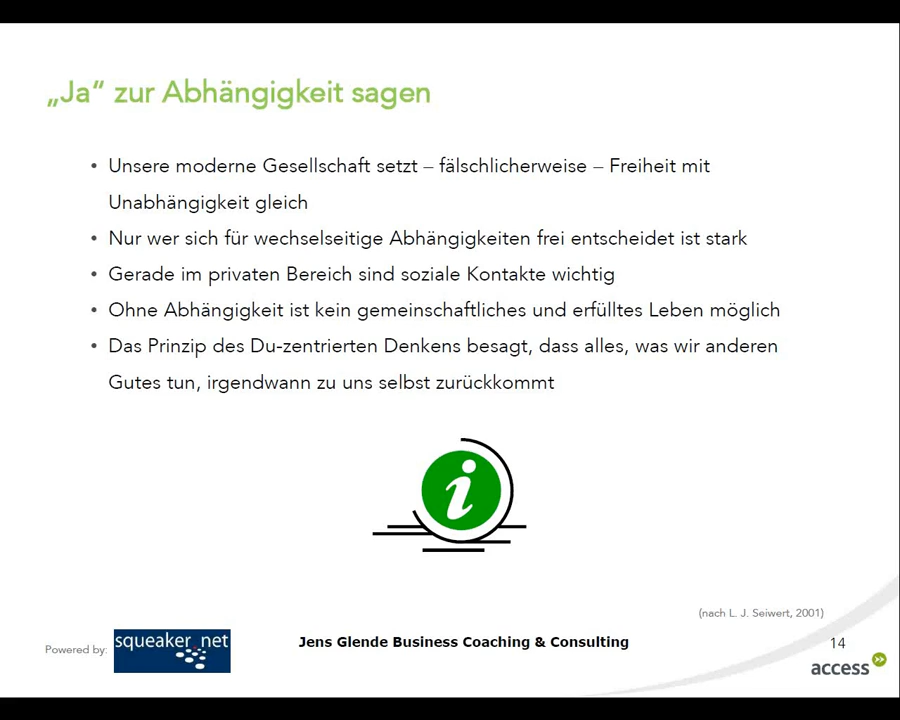 „Ja“ zur Abhängigkeit sagen
• Unsere moderne Gesellschaft setzt – fälschlicherweise – Freiheit mit
Unabhängigkeit gleich
• Nur wer sich für wechselseitige Abhängigkeiten frei entscheidet ist stark
• Gerade im privaten Bereich sind soziale Kontakte wichtig
• Ohne Abhängigkeit ist kein gemeinschaftliches und erfülltes Leben möglich
• Das Prinzip des Du-zentrierten Denkens besagt, dass alles, was wir anderen
Gutes tun, irgendwann zu uns selbst zurückkommt
i
(nach L. J. Seiwert, 2001)
Powered by:
squeaker.net
Jens Glende Business Coaching & Consulting
14
access